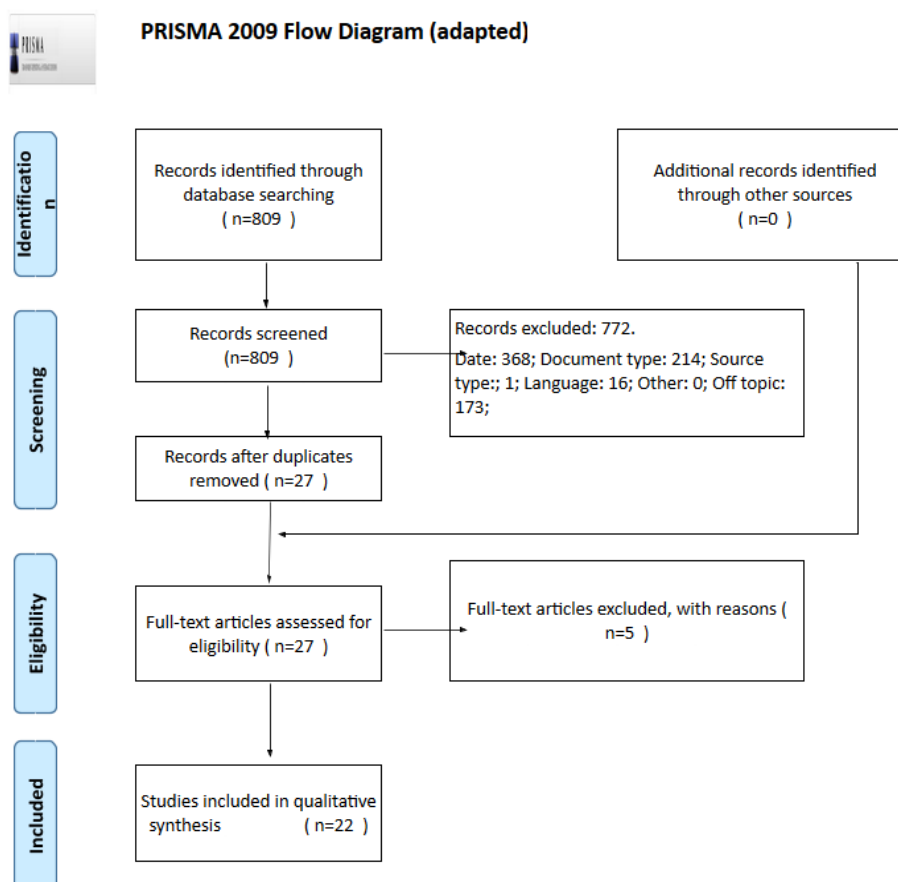 PRISMA 2009 Flow Diagram (adapted)
PRISMA
Identificatio
n
Records identified through
database searching
( n=809 )
Additional records identified
through other sources
( n=0 )
Screening
Records screened
(n=809 )
Records excluded: 772.
Date: 368; Document type: 214; Source
type:; 1; Language: 16; Other: 0; Off topic:
173;
Records after duplicates
removed ( n=27 )
Eligibility
Full-text articles assessed for
eligibility ( n=27 )
Full-text articles excluded, with reasons (
n=5 )
Included
Studies included in qualitative
synthesis ( n=22 )